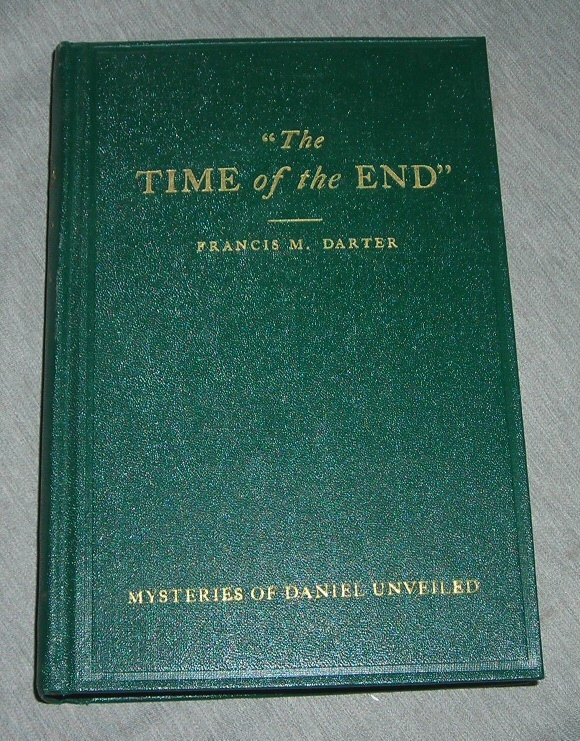 “The
TIME of the END”
FRANCIS M. DARTER
MYSTERIES OF DANIEL UNVEILED